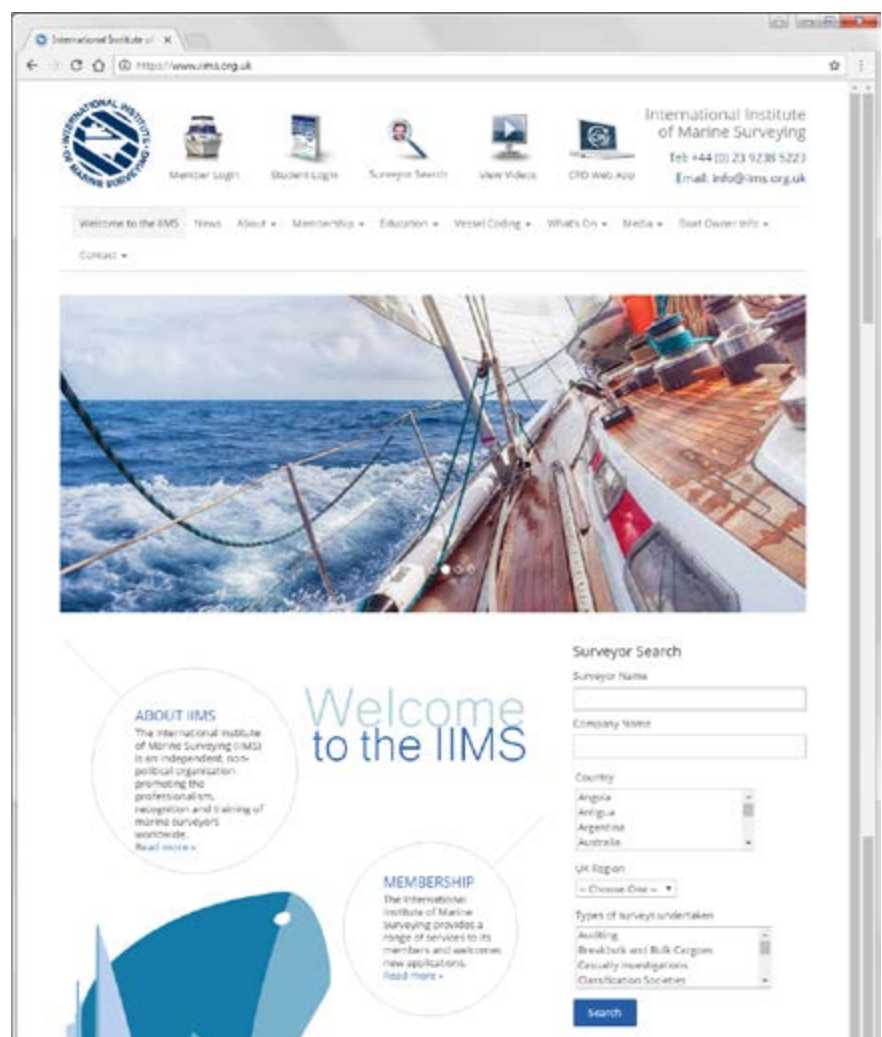 International Institute of
https://www.iims.org.uk
INTERNATIONAL INSTITUTE
OF MARINE SURVEYING
Member Login
Student Login
Surveyor Search
View Videos
CPD Web App
International Institute
of Marine Surveying
Tel: +44 (0) 23 9238 5223
Email: info@iims.org.uk
Welcome to the IIMS News About Membership Education Vessel Coding What's On Media Boat Owner Info
Contact
ABOUT IIMS
The International Institute
of Marine Surveying (IIMS)
is an independent, non-
political organisation
promoting the
professionalism,
recognition and training of
marine surveyors
worldwide.
Read more »
Welcome
to the IIMS
MEMBERSHIP
The International
Institute of Marine
Surveying provides a
range of services to its
members and welcomes
new applications.
Read more »
Surveyor Search
Surveyor Name
Company Name
Country
Angola
Antigua
Argentina
Australia
UK Region
-- Choose One --
Types of surveys undertaken
Auditing
Breakbulk and Bulk Cargoes
Casualty Investigations
Classification Societies
Search